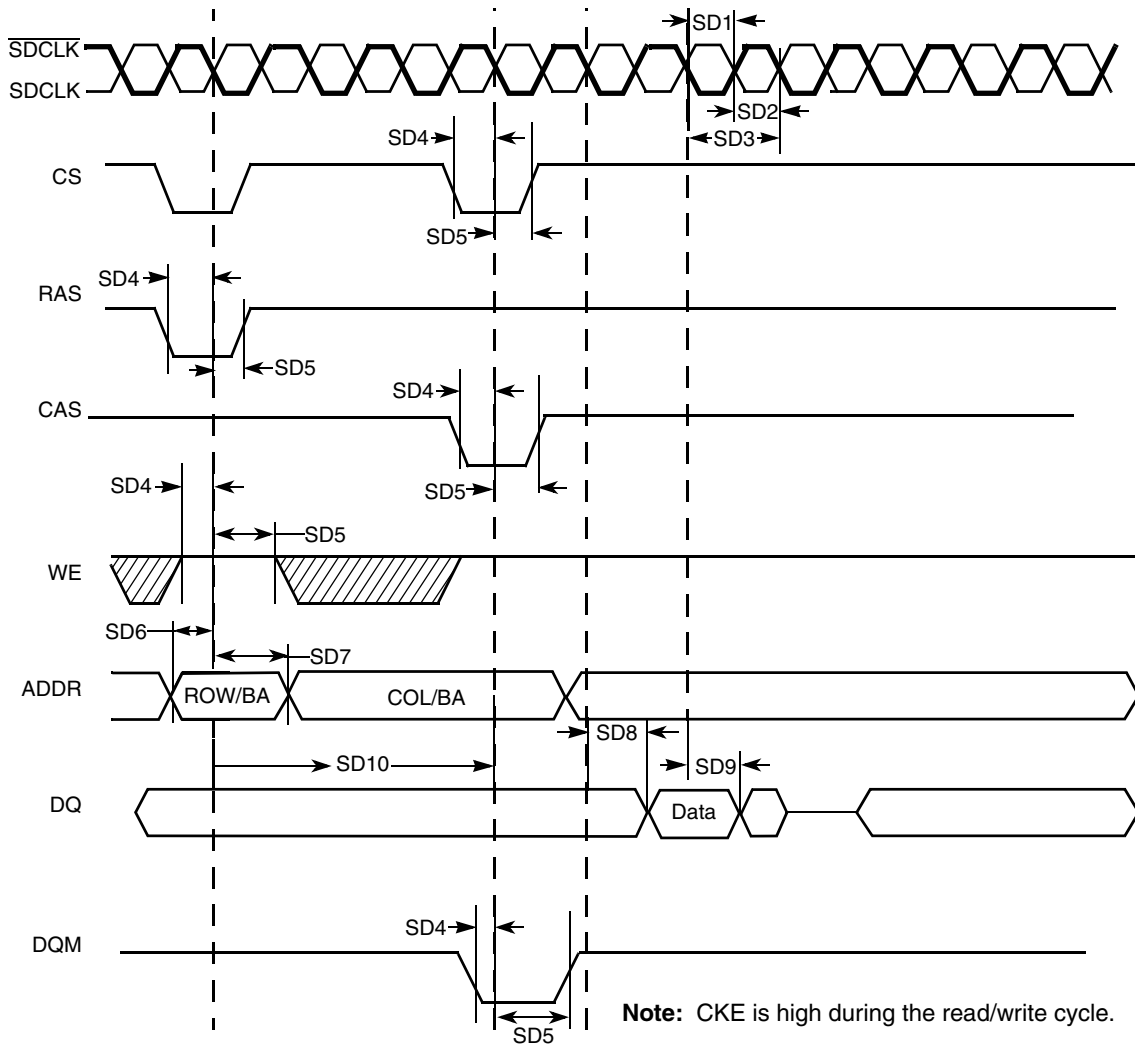 SD1
SDCLK
SDCLK
SD2
SD4
SD3
CS
SD5
SD4
RAS
SD5
SD4
CAS
SD4
SD5
SD5
WE
SD6
SD7
ADDR
ROW/BA
COL/BA
SD8
SD10
SD9
DQ
Data
SD4
DQM
Note: CKE is high during the read/write cycle.
SD5